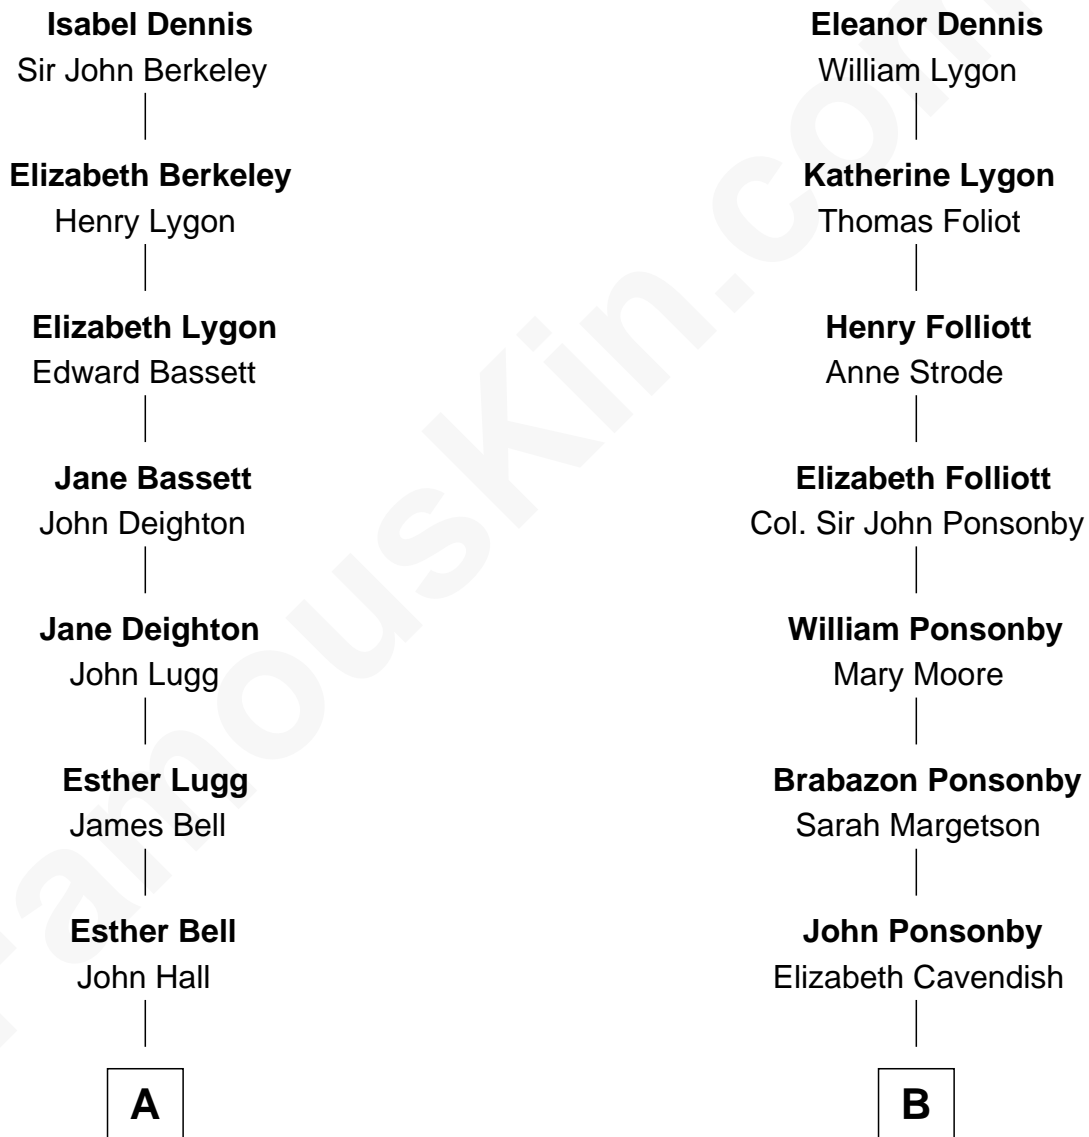 Isabel Dennis
Sir John Berkeley
Elizabeth Berkeley
Henry Lygon
Elizabeth Lygon
Edward Bassett
Jane Bassett
John Deighton
Jane Deighton
John Lugg
Esther Lugg
James Bell
Esther Bell
John Hall
A
Eleanor Dennis
William Lygon
Katherine Lygon
Thomas Foliot
Henry Folliott
Anne Strode
Elizabeth Folliott
Col. Sir John Ponsonby
William Ponsonby
Mary Moore
Brabazon Ponsonby
Sarah Margetson
John Ponsonby
Elizabeth Cavendish
B
FamousKin.com